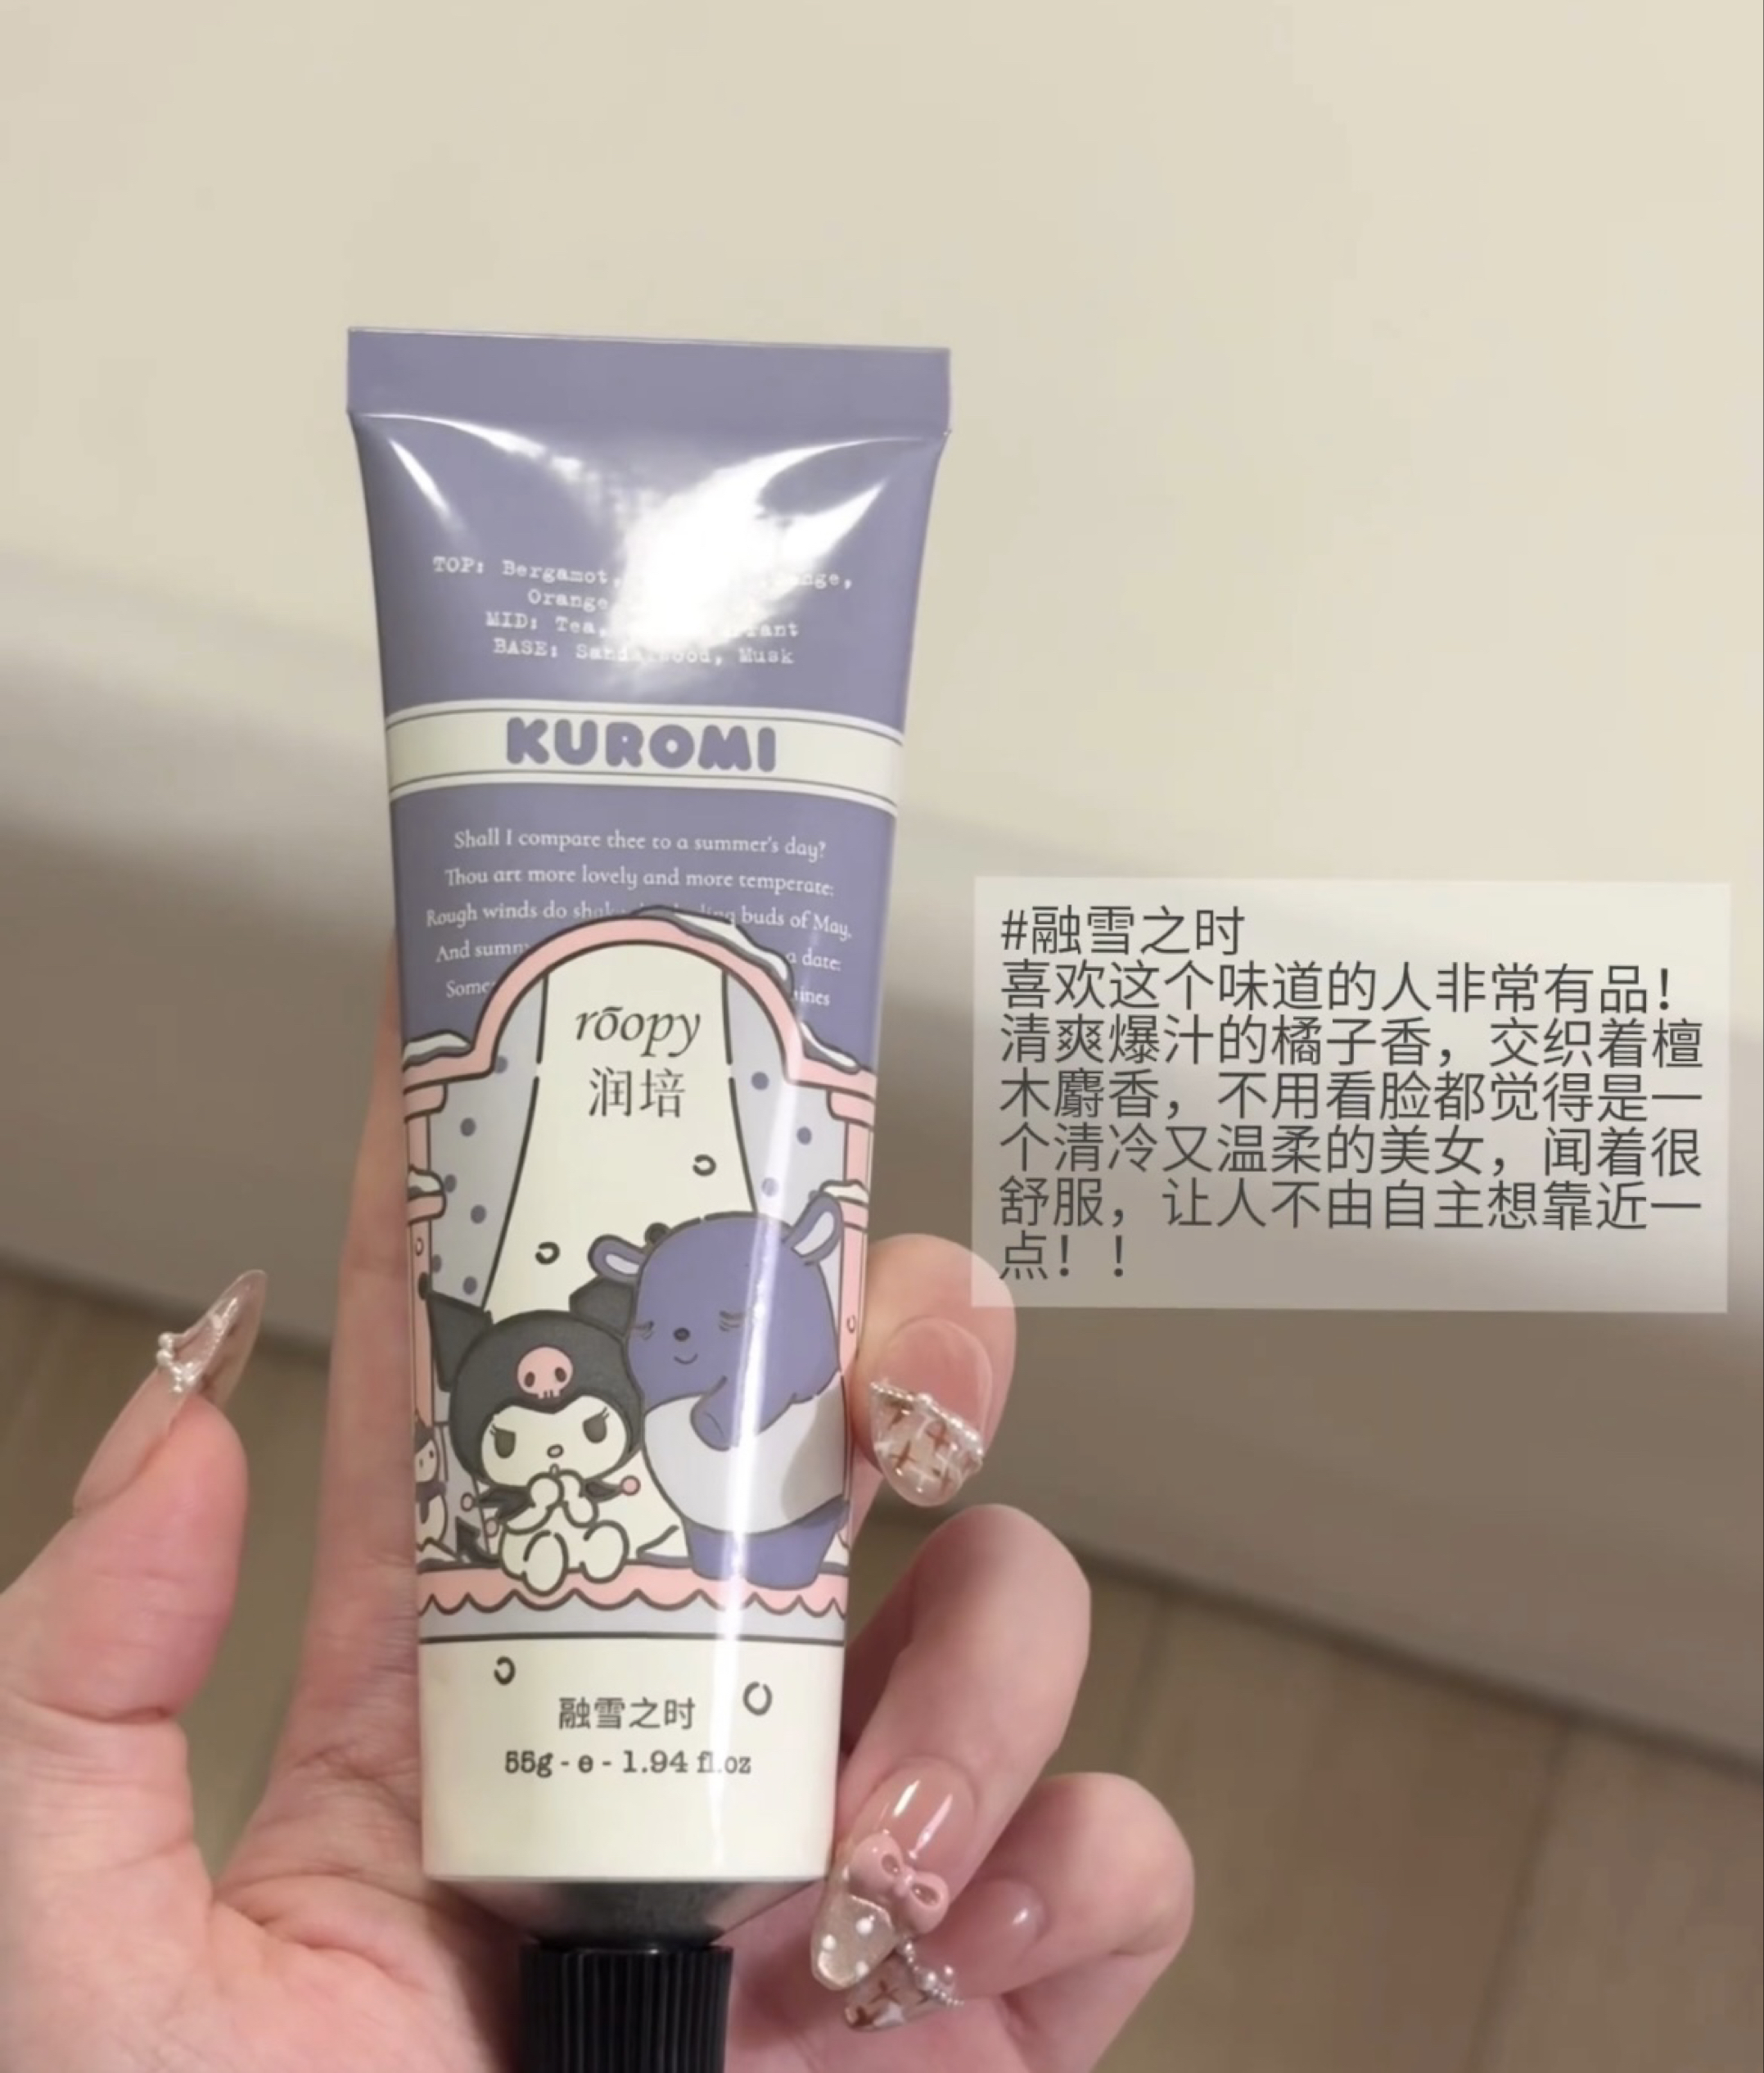 TOP: Bergamot,
Orange
MID: Tea,
BASE: Sandalwood, Musk
KUROMI
Shall I compare thee to a summer's day?
Thou art more lovely and more temperate:
Rough winds do buds of May,
And a date:
rōopy
润培
融雪之时
55g - e - 1.94 fl.oz
#融雪之时
喜欢这个味道的人非常有品！
清爽爆汁的橘子香，交织着檀
木麝香，不用看脸都觉得是一
个清冷又温柔的美女，闻着很
舒服，让人不由自主想靠近一
点！！